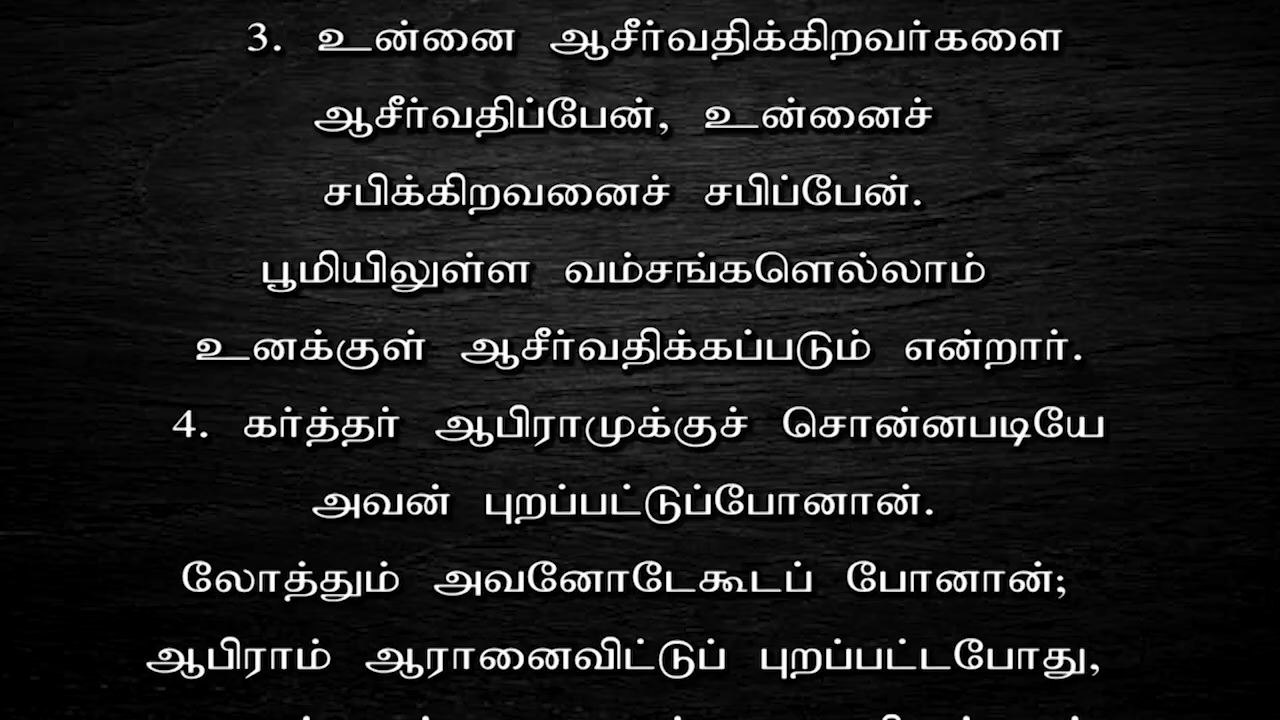 3. உன்னை ஆசீர்வதிக்கிறவர்களை
ஆசீர்வதிப்பேன், உன்னைச்
சபிக்கிறவனைச் சபிப்பேன்.
பூமியிலுள்ள வம்சங்களெல்லாம்
உனக்குள் ஆசீர்வதிக்கப்படும் என்றார்.
4. கர்த்தர் ஆபிராமுக்குச் சொன்னபடியே
அவன் புறப்பட்டுப்போனான்.
லோத்தும் அவனோடேகூடப் போனான்;
ஆபிராம் ஆரானைவிட்டுப் புறப்பட்டபோது,